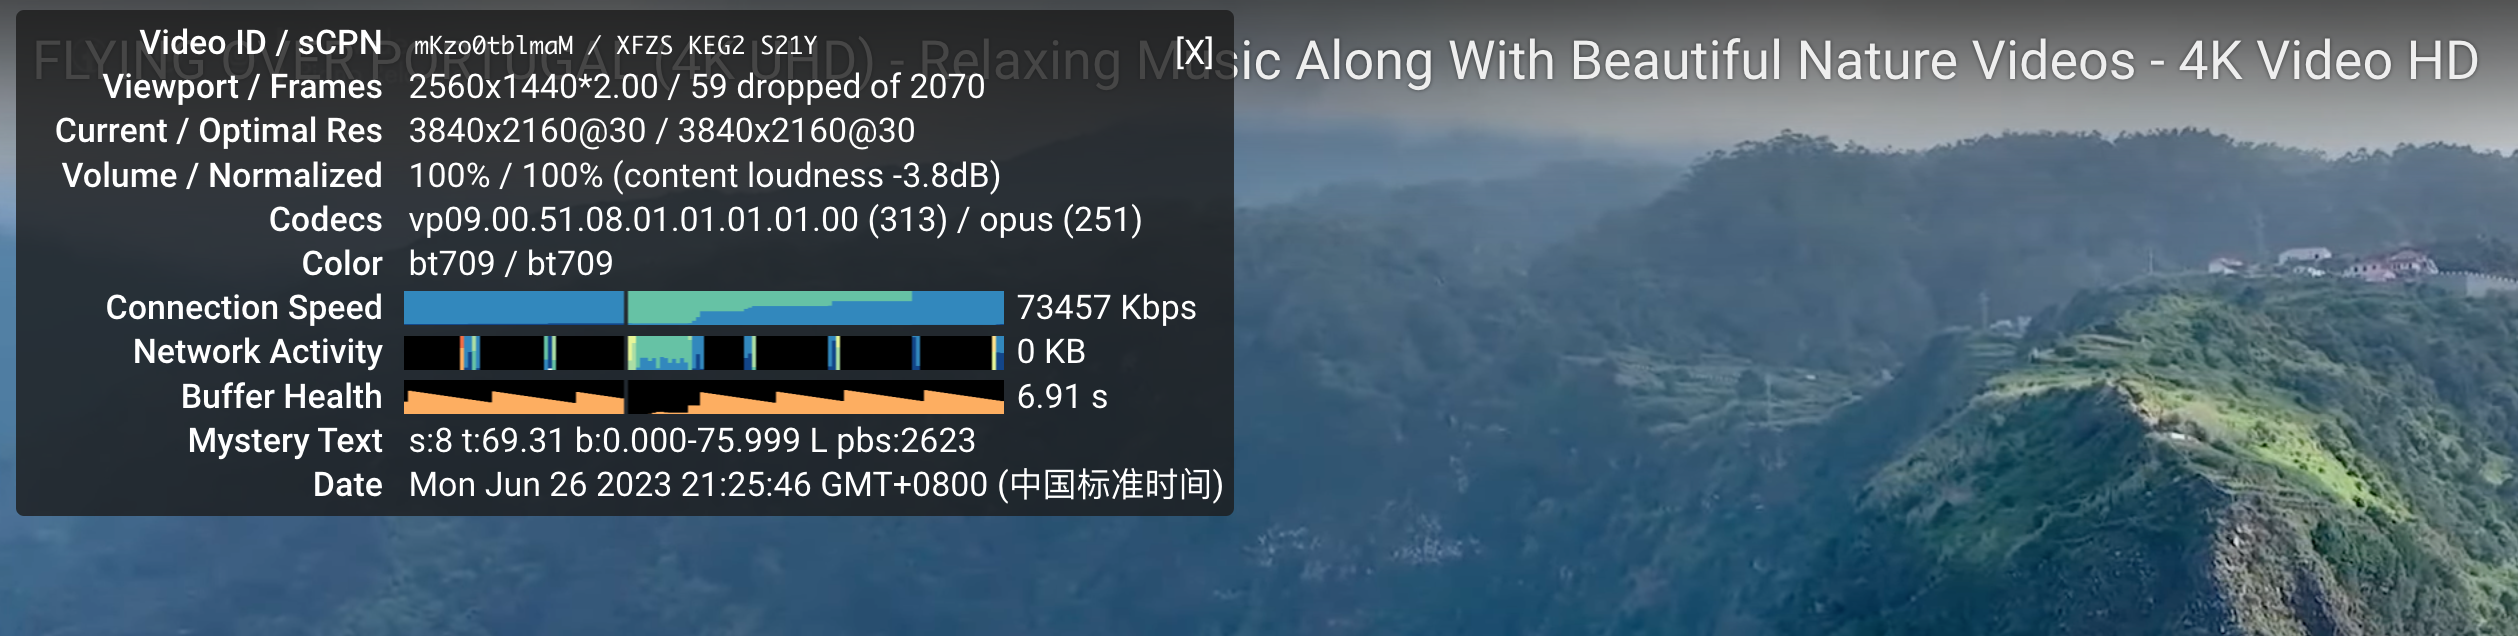 FLYING OVER PORTUGAL (4K UHD) - Relaxing Music Along With Beautiful Nature Videos - 4K Video HD
[X]
Video ID / sCPN mKzo0tblmaM / XFZS KEG2 S21Y
Viewport / Frames 2560x1440*2.00 / 59 dropped of 2070
Current / Optimal Res 3840x2160@30 / 3840x2160@30
Volume / Normalized 100% / 100% (content loudness -3.8dB)
Codecs vp09.00.51.08.01.01.01.01.00 (313) / opus (251)
Color bt709 / bt709
Connection Speed 73457 Kbps
Network Activity 0 KB
Buffer Health 6.91 s
Mystery Text s:8 t:69.31 b:0.000-75.999 L pbs:2623
Date Mon Jun 26 2023 21:25:46 GMT+0800 (中国标准时间)